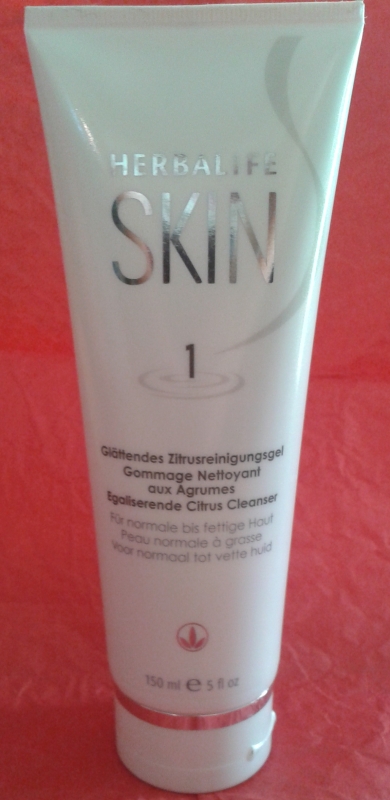 HERBALIFE
SKIN
1
Glättendes Zitrusreinigungsgel
Gommage Nettoyant
aux Agrumes
Egaliserende Citrus Cleanser
Für normale bis fettige Haut
Peau normale à grasse
Voor normaal tot vette huid
150 ml e 5 fl oz